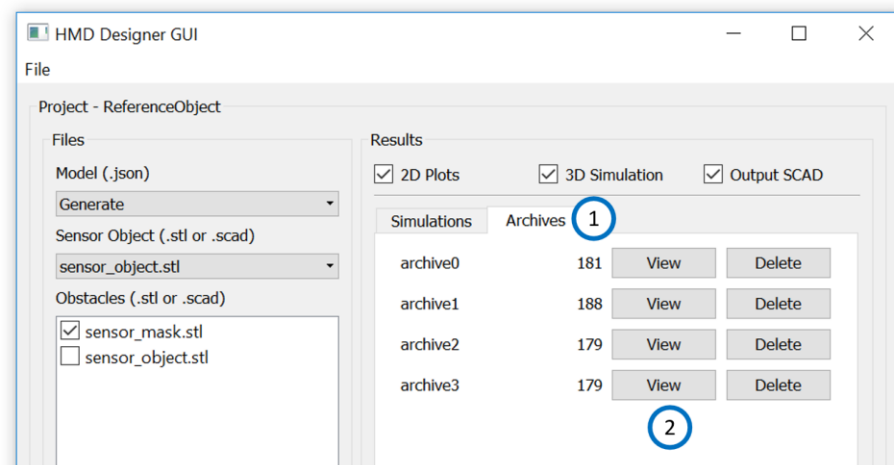 HMD Designer GUI
File
Project - ReferenceObject
Files
Model (.json)
Generate
Sensor Object (.stl or .scad)
sensor_object.stl
Obstacles (.stl or .scad)
sensor_mask.stl
sensor_object.stl
Results
2D Plots 3D Simulation Output SCAD
Simulations Archives 1
archive0 181 View Delete
archive1 188 View Delete
archive2 179 View Delete
archive3 179 View Delete
2